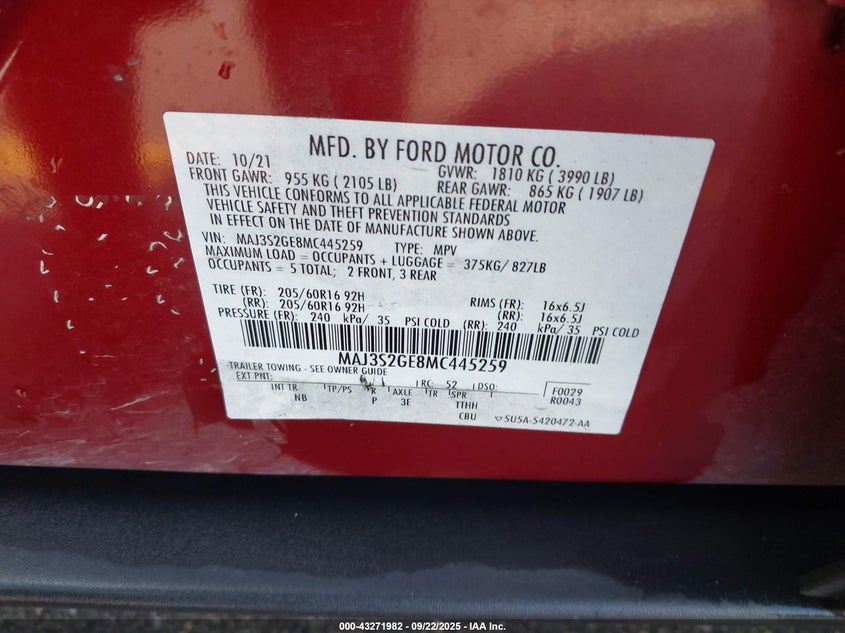 MFD. BY FORD MOTOR CO.
DATE: 10/21 GVWR: 1810 KG ( 3990 LB)
FRONT GAWR: 955 KG ( 2105 LB) REAR GAWR: 865 KG ( 1907 LB)
THIS VEHICLE CONFORMS TO ALL APPLICABLE FEDERAL MOTOR
VEHICLE SAFETY AND THEFT PREVENTION STANDARDS
IN EFFECT ON THE DATE OF MANUFACTURE SHOWN ABOVE.
VIN: MAJ3S2GE8MC445259 TYPE: MPV
MAXIMUM LOAD = OCCUPANTS + LUGGAGE = 375KG/ 827LB
OCCUPANTS = 5 TOTAL; 2 FRONT, 3 REAR
TIRE (FR): 205/60R16 92H RIMS (FR): 16x6.5J
(RR): 205/60R16 92H (RR): 16x6.5J
PRESSURE (FR): 240 kPa/ 35 PSI COLD (RR): 240 kPa/ 35 PSI COLD
MAJ3S2GE8MC445259
TRAILER TOWING - SEE OWNER GUIDE
EXT PNT: RC: 52 DSO: F0029
INT TR TP/PS R AXLE TR SPR R0043
NB P 3E TTHH
CBU 5U5A-5420472-AA
000-43271982 - 09/22/2025 - IAA Inc.